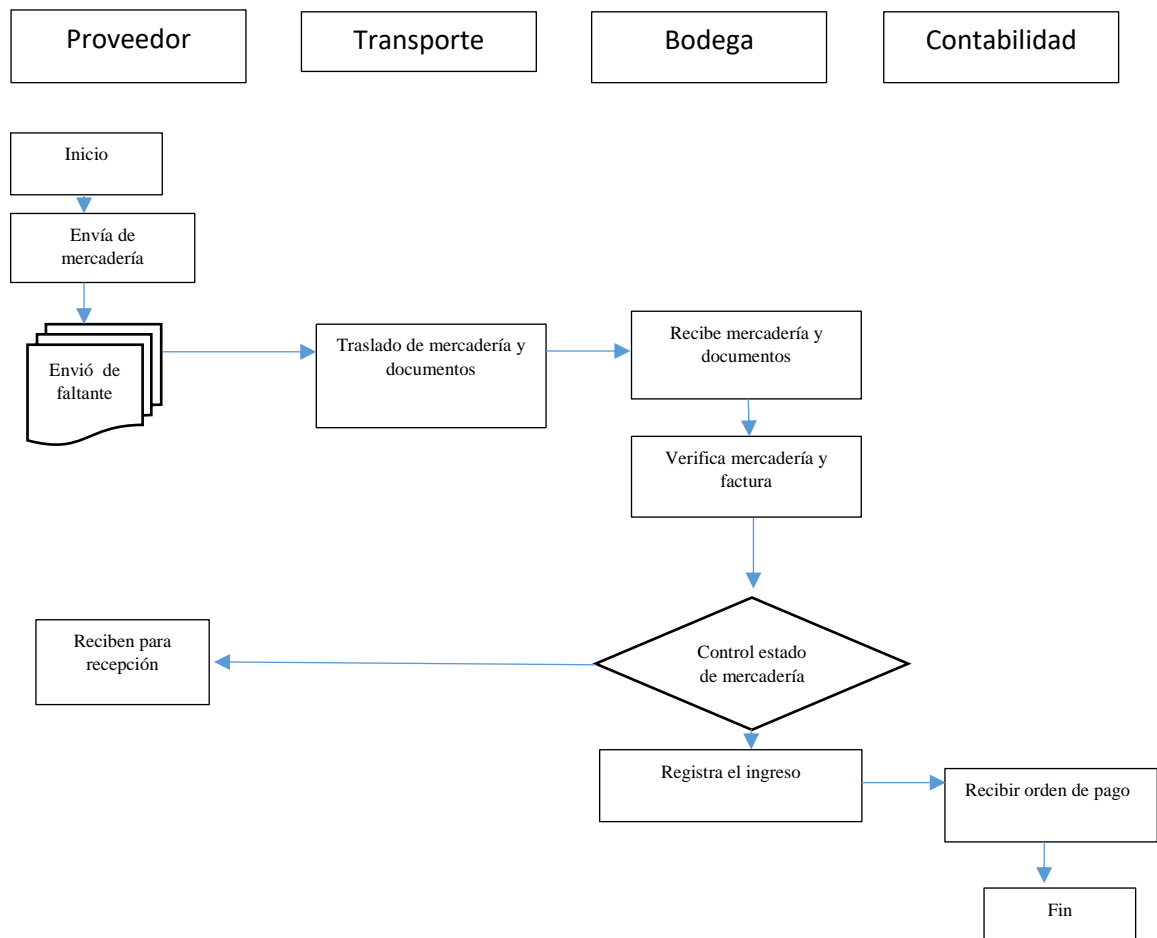 Proveedor
Transporte
Bodega
Contabilidad
Inicio
Envía de
mercadería
Envió de
faltante
Traslado de mercadería y
documentos
Recibe mercadería y
documentos
Verifica mercadería y
factura
Reciben para
recepción
Control estado
de mercadería
Registra el ingreso
Recibir orden de pago
Fin